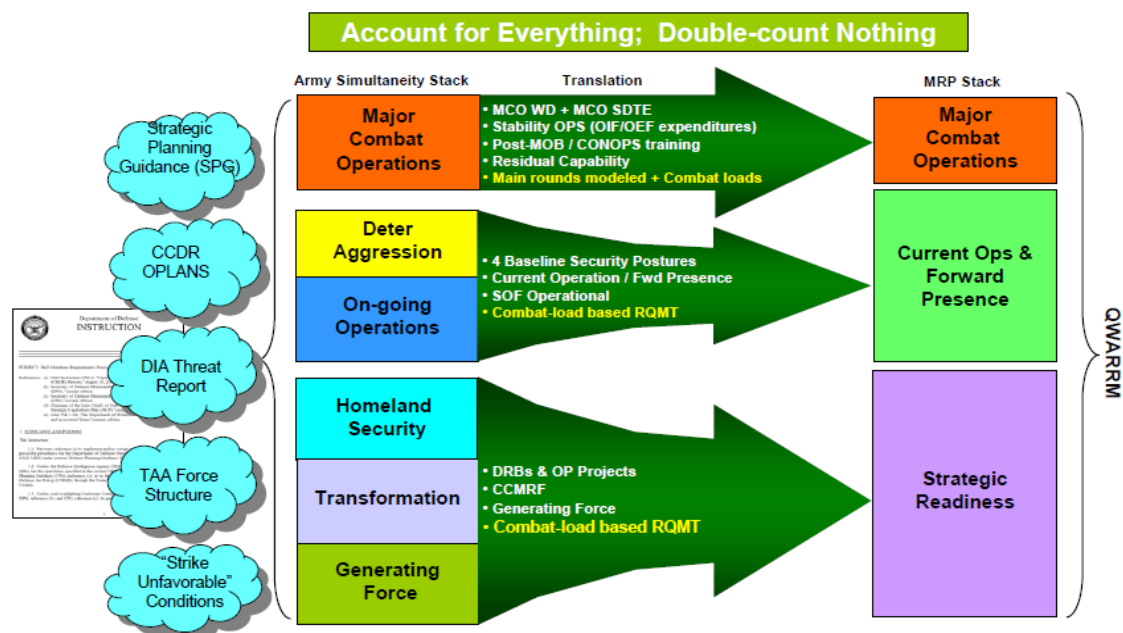 Account for Everything; Double-count Nothing
Army Simultaneity Stack
Translation
MRP Stack
Strategic
Planning
Guidance (SPG)
CCDR
OPLANS
DIA Threat
Report
TAA Force
Structure
“Strike
Unfavorable”
Conditions
Department of Defense
INSTRUCTION
Major
Combat
Operations
• MCO WD + MCO SDTE
• Stability OPS (OIF/OEF expenditures)
• Post-MOB / CONOPS training
• Residual Capability
• Main rounds modeled + Combat loads
Major
Combat
Operations
Deter
Aggression
On-going
Operations
• 4 Baseline Security Postures
• Current Operation / Fwd Presence
• SOF Operational
• Combat-load based RQMT
Current Ops &
Forward
Presence
Homeland
Security
Transformation
Generating
Force
• DRBs & OP Projects
• CCMRF
• Generating Force
• Combat-load based RQMT
Strategic
Readiness
QWARRM